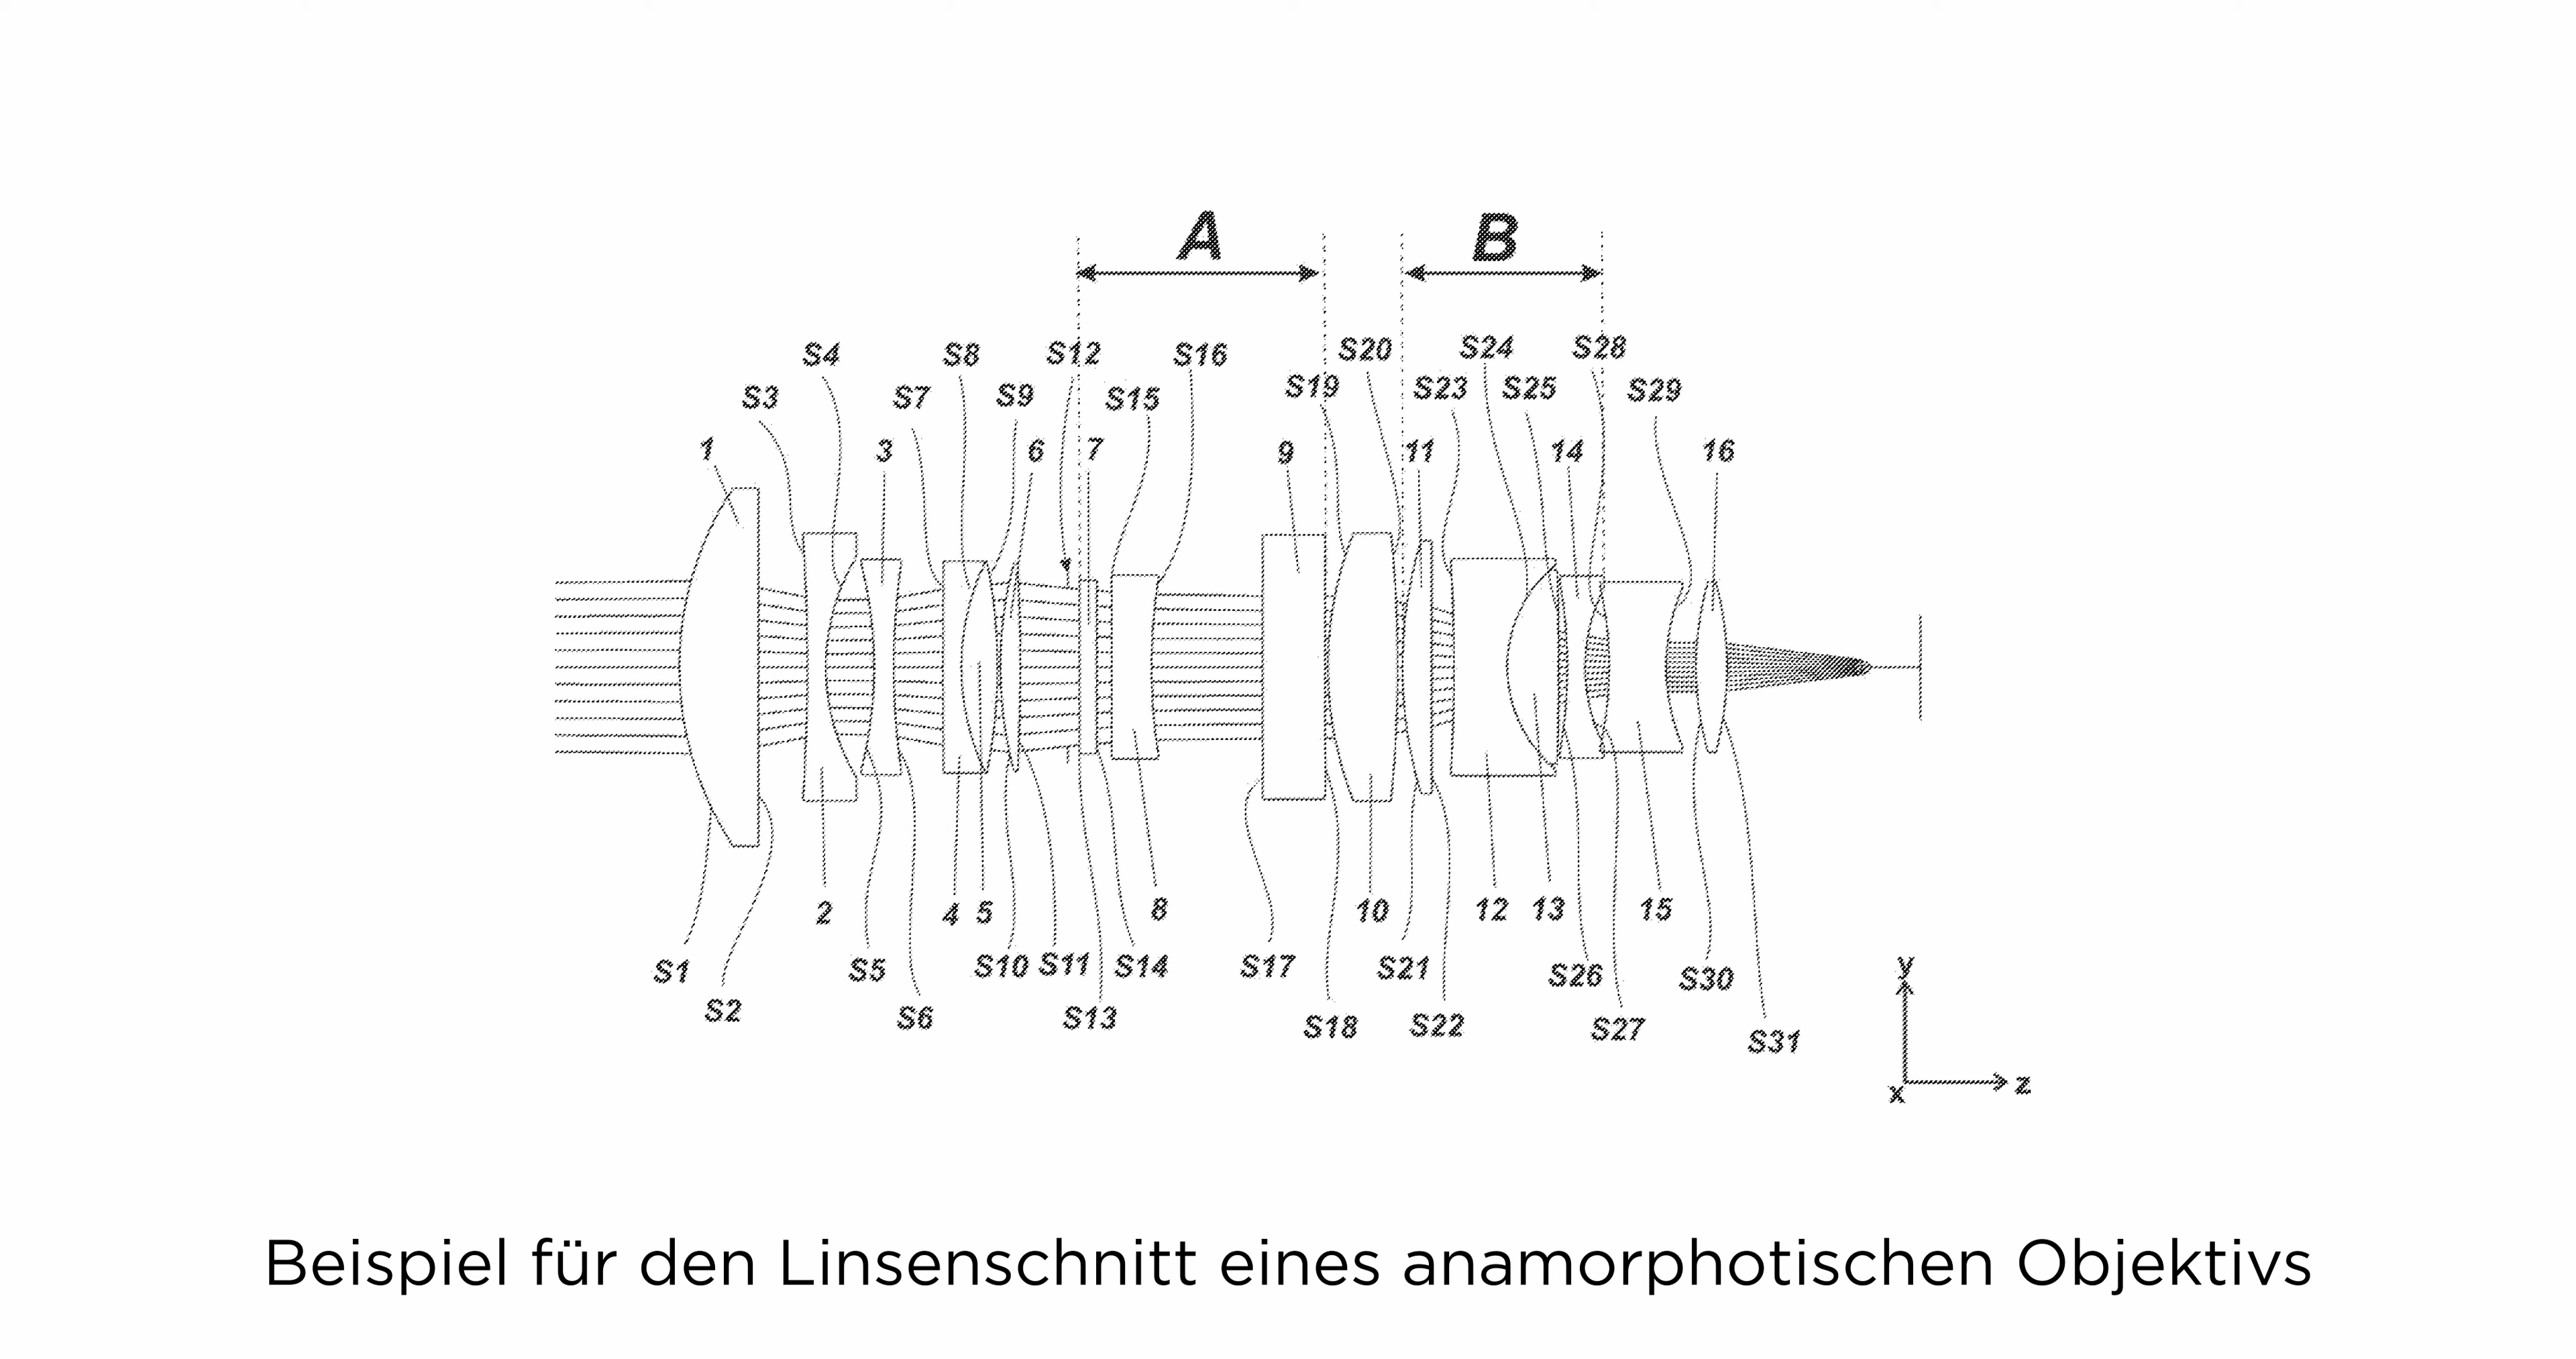 A B
S4 S8 S12 S16 S20 S24 S28
S3 S7 S9 S15 S19 S23 S25 S29
1 3 6 7 9 11 14 16
2 4 5 8 10 12 13 15
S1 S5 S10 S11 S14 S17 S21 S26 S30
S2 S6 S13 S18 S22 S27 S31
y
x z
Beispiel für den Linsenschnitt eines anamorphotischen Objektivs